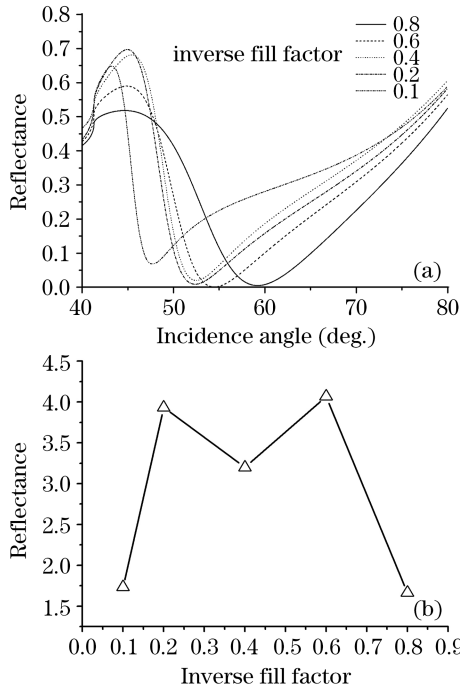 0.8
0.7
0.6
0.5
0.4
0.3
0.2
0.1
0.0
Reflectance
inverse fill factor
0.8
0.6
0.4
0.2
0.1
(a)
40 50 60 70 80
Incidence angle (deg.)
4.5
4.0
3.5
3.0
2.5
2.0
1.5
Reflectance
(b)
0.0 0.1 0.2 0.3 0.4 0.5 0.6 0.7 0.8 0.9
Inverse fill factor